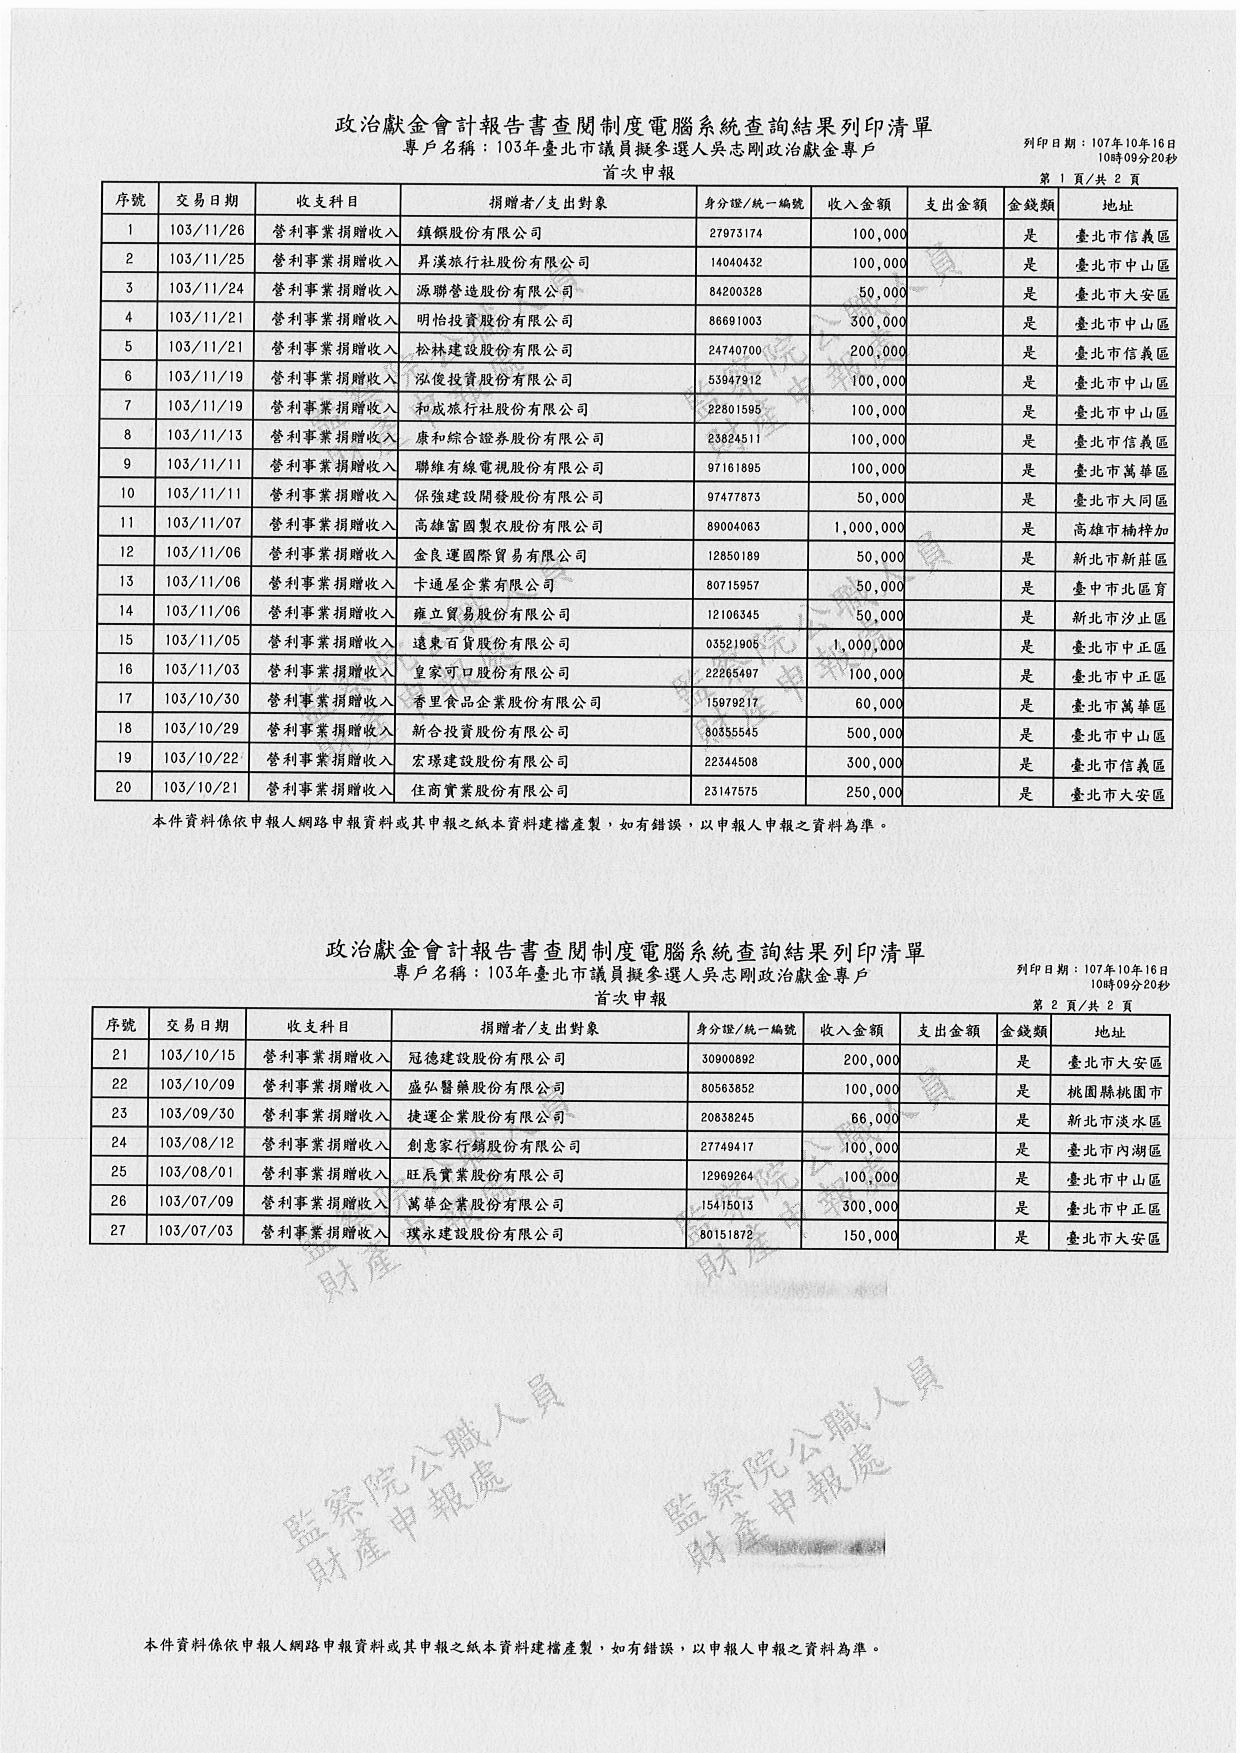 政治獻金會計報告書查閱制度電腦系統查詢結果列印清單
專戶名稱：103年臺北市議員擬參選人吳志剛政治獻金專戶
列印日期：107年10月16日
10時09分20秒
首次申報
第 1 頁/共 2 頁
序號 交易日期 收支科目 捐贈者/支出對象 身分證/統一編號 收入金額 支出金額 金錢類 地址
1 103/11/26 營利事業捐贈收入 鎮饌股份有限公司 27973174 100,000 是 臺北市信義區
2 103/11/25 營利事業捐贈收入 昇漢旅行社股份有限公司 14040432 100,000 是 臺北市中山區
3 103/11/24 營利事業捐贈收入 源聯營造股份有限公司 84200328 50,000 是 臺北市大安區
4 103/11/21 營利事業捐贈收入 明怡投資股份有限公司 86691003 300,000 是 臺北市中山區
5 103/11/21 營利事業捐贈收入 松林建設股份有限公司 24740700 200,000 是 臺北市信義區
6 103/11/19 營利事業捐贈收入 泓俊投資股份有限公司 53947912 100,000 是 臺北市中山區
7 103/11/19 營利事業捐贈收入 和成旅行社股份有限公司 22801595 100,000 是 臺北市中山區
8 103/11/13 營利事業捐贈收入 康和綜合證券股份有限公司 23824511 100,000 是 臺北市信義區
9 103/11/11 營利事業捐贈收入 聯維有線電視股份有限公司 97161895 100,000 是 臺北市萬華區
10 103/11/11 營利事業捐贈收入 保強建設開發股份有限公司 97477873 50,000 是 臺北市大同區
11 103/11/07 營利事業捐贈收入 高雄富國製衣股份有限公司 89004063 1,000,000 是 高雄市楠梓加
12 103/11/06 營利事業捐贈收入 金良運國際貿易有限公司 12850189 50,000 是 新北市新莊區
13 103/11/06 營利事業捐贈收入 卡通屋企業有限公司 80715957 50,000 是 臺中市北區育
14 103/11/06 營利事業捐贈收入 雍立貿易股份有限公司 12106345 50,000 是 新北市汐止區
15 103/11/05 營利事業捐贈收入 遠東百貨股份有限公司 03521905 1,000,000 是 臺北市中正區
16 103/11/03 營利事業捐贈收入 皇家可口股份有限公司 22265497 100,000 是 臺北市中正區
17 103/10/30 營利事業捐贈收入 香里食品企業股份有限公司 15979217 60,000 是 臺北市萬華區
18 103/10/29 營利事業捐贈收入 新合投資股份有限公司 80355545 500,000 是 臺北市中山區
19 103/10/22 營利事業捐贈收入 宏璟建設股份有限公司 22344508 300,000 是 臺北市信義區
20 103/10/21 營利事業捐贈收入 住商實業股份有限公司 23147575 250,000 是 臺北市大安區
本件資料係依申報人網路申報資料或其申報之紙本資料建檔產製，如有錯誤，以申報人申報之資料為準。
政治獻金會計報告書查閱制度電腦系統查詢結果列印清單
專戶名稱：103年臺北市議員擬參選人吳志剛政治獻金專戶
列印日期：107年10月16日
10時09分20秒
首次申報
第 2 頁/共 2 頁
序號 交易日期 收支科目 捐贈者/支出對象 身分證/統一編號 收入金額 支出金額 金錢類 地址
21 103/10/15 營利事業捐贈收入 冠德建設股份有限公司 30900892 200,000 是 臺北市大安區
22 103/10/09 營利事業捐贈收入 盛弘醫藥股份有限公司 80563852 100,000 是 桃園縣桃園市
23 103/09/30 營利事業捐贈收入 捷運企業股份有限公司 20838245 66,000 是 新北市淡水區
24 103/08/12 營利事業捐贈收入 創意家行銷股份有限公司 27749417 100,000 是 臺北市內湖區
25 103/08/01 營利事業捐贈收入 旺辰實業股份有限公司 12969264 100,000 是 臺北市中山區
26 103/07/09 營利事業捐贈收入 萬華企業股份有限公司 15415013 300,000 是 臺北市中正區
27 103/07/03 營利事業捐贈收入 璞永建設股份有限公司 80151872 150,000 是 臺北市大安區
監察院公職人員
財產申報處
監察院公職人員
財產申報處
本件資料係依申報人網路申報資料或其申報之紙本資料建檔產製，如有錯誤，以申報人申報之資料為準。